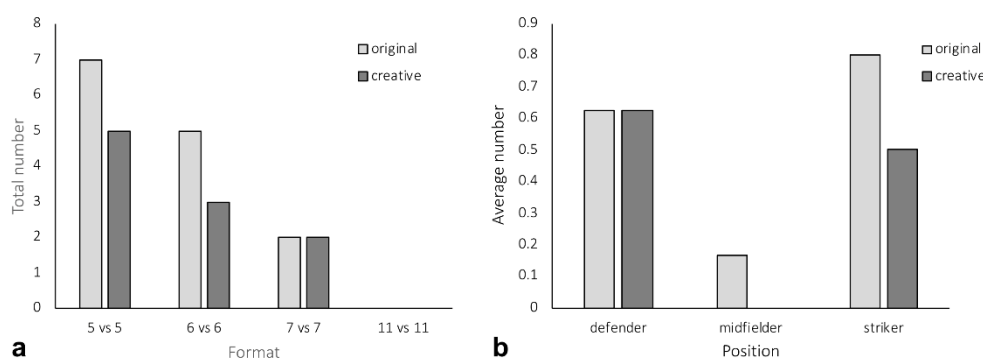 8
7
6
5
4
3
2
1
0
Total number
original
creative
5 vs 5
6 vs 6
7 vs 7
11 vs 11
Format
a
0.9
0.8
0.7
0.6
0.5
0.4
0.3
0.2
0.1
0
Average number
original
creative
defender
midfielder
striker
Position
b